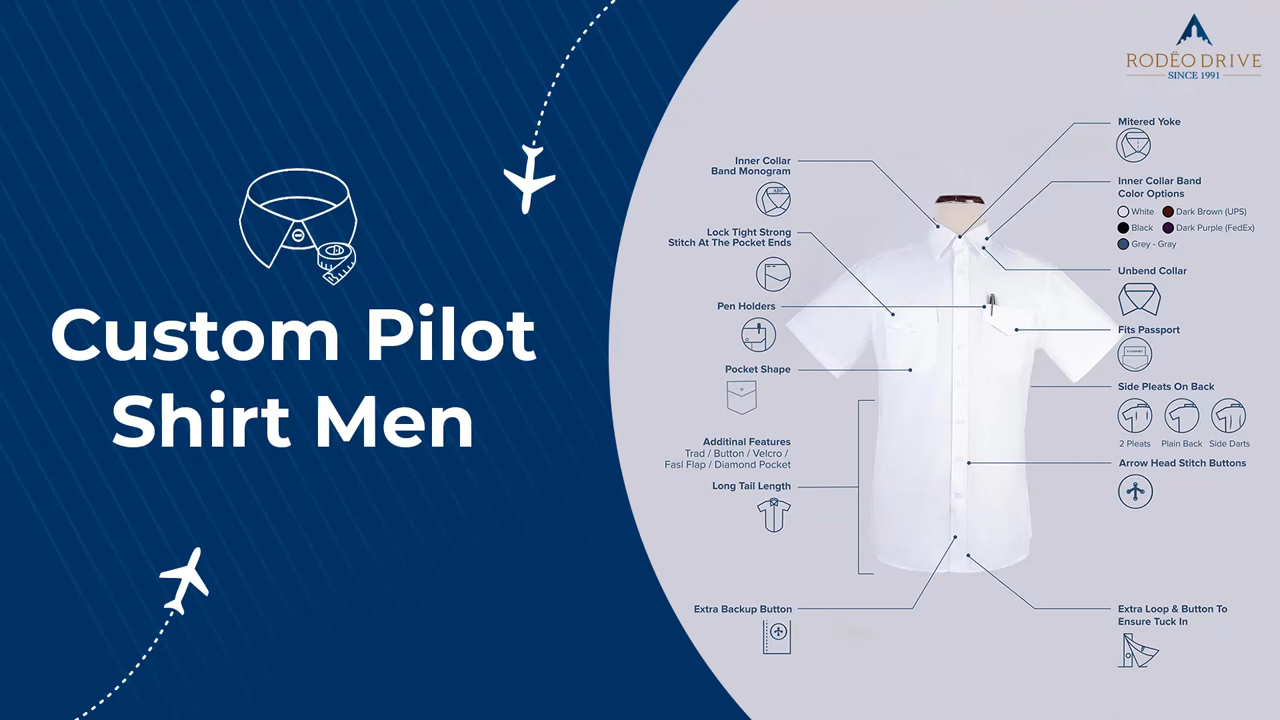 Custom Pilot
Shirt Men
RODËO DRIVE
SINCE 1991
Inner Collar
Band Monogram
ABC
Lock Tight Strong
Stitch At The Pocket Ends
Pen Holders
Pocket Shape
Additinal Features
Trad / Button / Velcro /
Fasl Flap / Diamond Pocket
Long Tail Length
Extra Backup Button
Mitered Yoke
Inner Collar Band
Color Options
White
Dark Brown (UPS)
Black
Dark Purple (FedEx)
Grey - Gray
Unbend Collar
Fits Passport
PASSPORT
Side Pleats On Back
2 Pleats
Plain Back
Side Darts
Arrow Head Stitch Buttons
Extra Loop & Button To
Ensure Tuck In